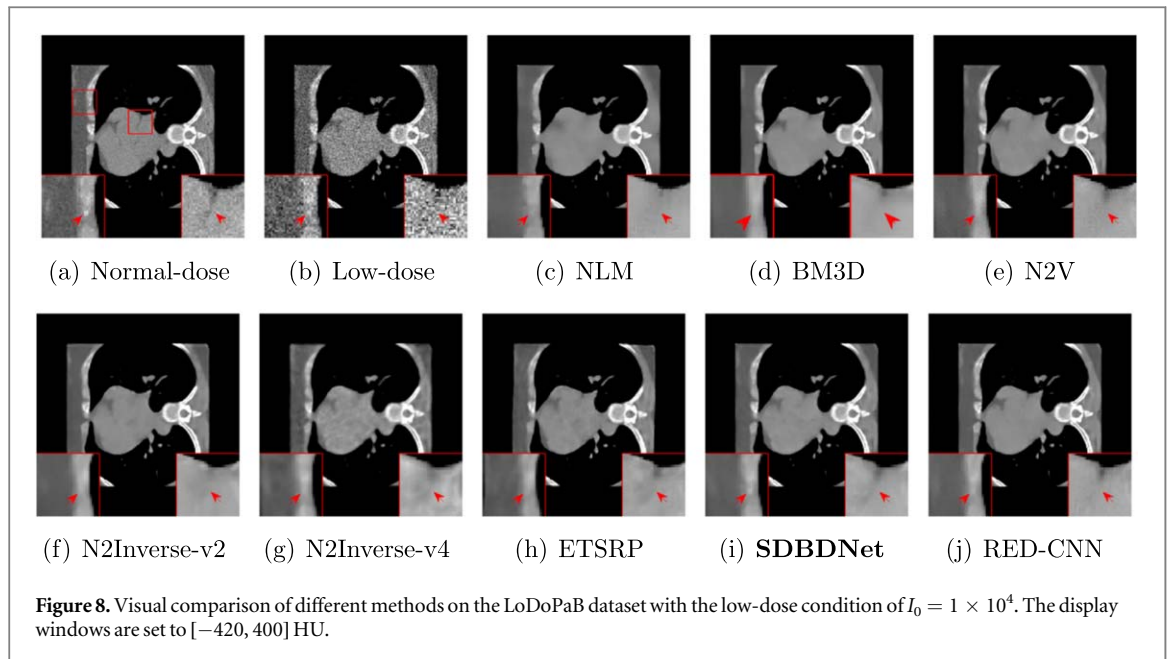 (a) Normal-dose (b) Low-dose (c) NLM (d) BM3D (e) N2V
(f) N2Inverse-v2 (g) N2Inverse-v4 (h) ETSRP (i) SDBDNet (j) RED-CNN
Figure 8. Visual comparison of different methods on the LoDoPaB dataset with the low-dose condition of I₀ = 1 × 10⁴. The display
windows are set to [−420, 400] HU.